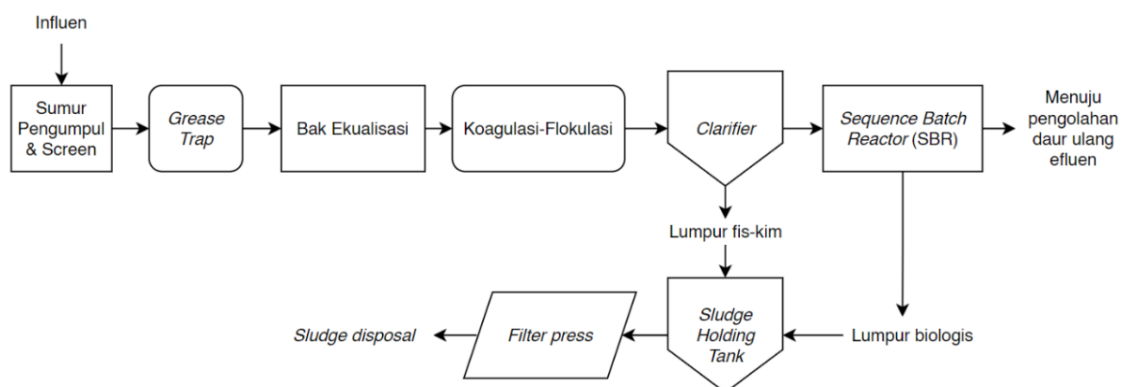 Influen
Sumur
Pengumpul
& Screen
Grease
Trap
Bak Ekualisasi
Koagulasi-Flokulasi
Clarifier
Sequence Batch
Reactor (SBR)
Menuju
pengolahan
daur ulang
efluen
Lumpur fis-kim
Sludge disposal
Filter press
Sludge
Holding
Tank
Lumpur biologis